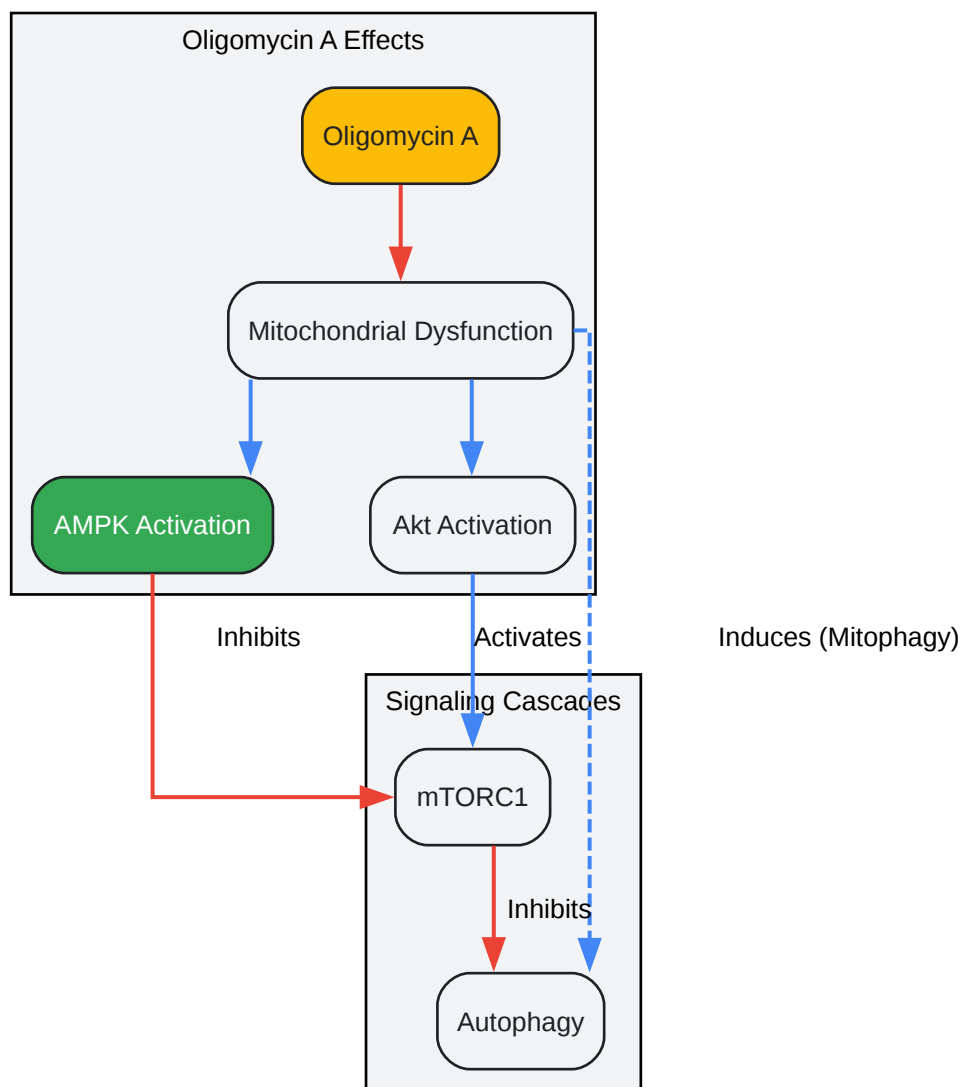 Oligomycin A Effects
Oligomycin A
Mitochondrial Dysfunction
AMPK Activation
Akt Activation
Inhibits
Activates
Induces (Mitophagy)
Signaling Cascades
mTORC1
Inhibits
Autophagy